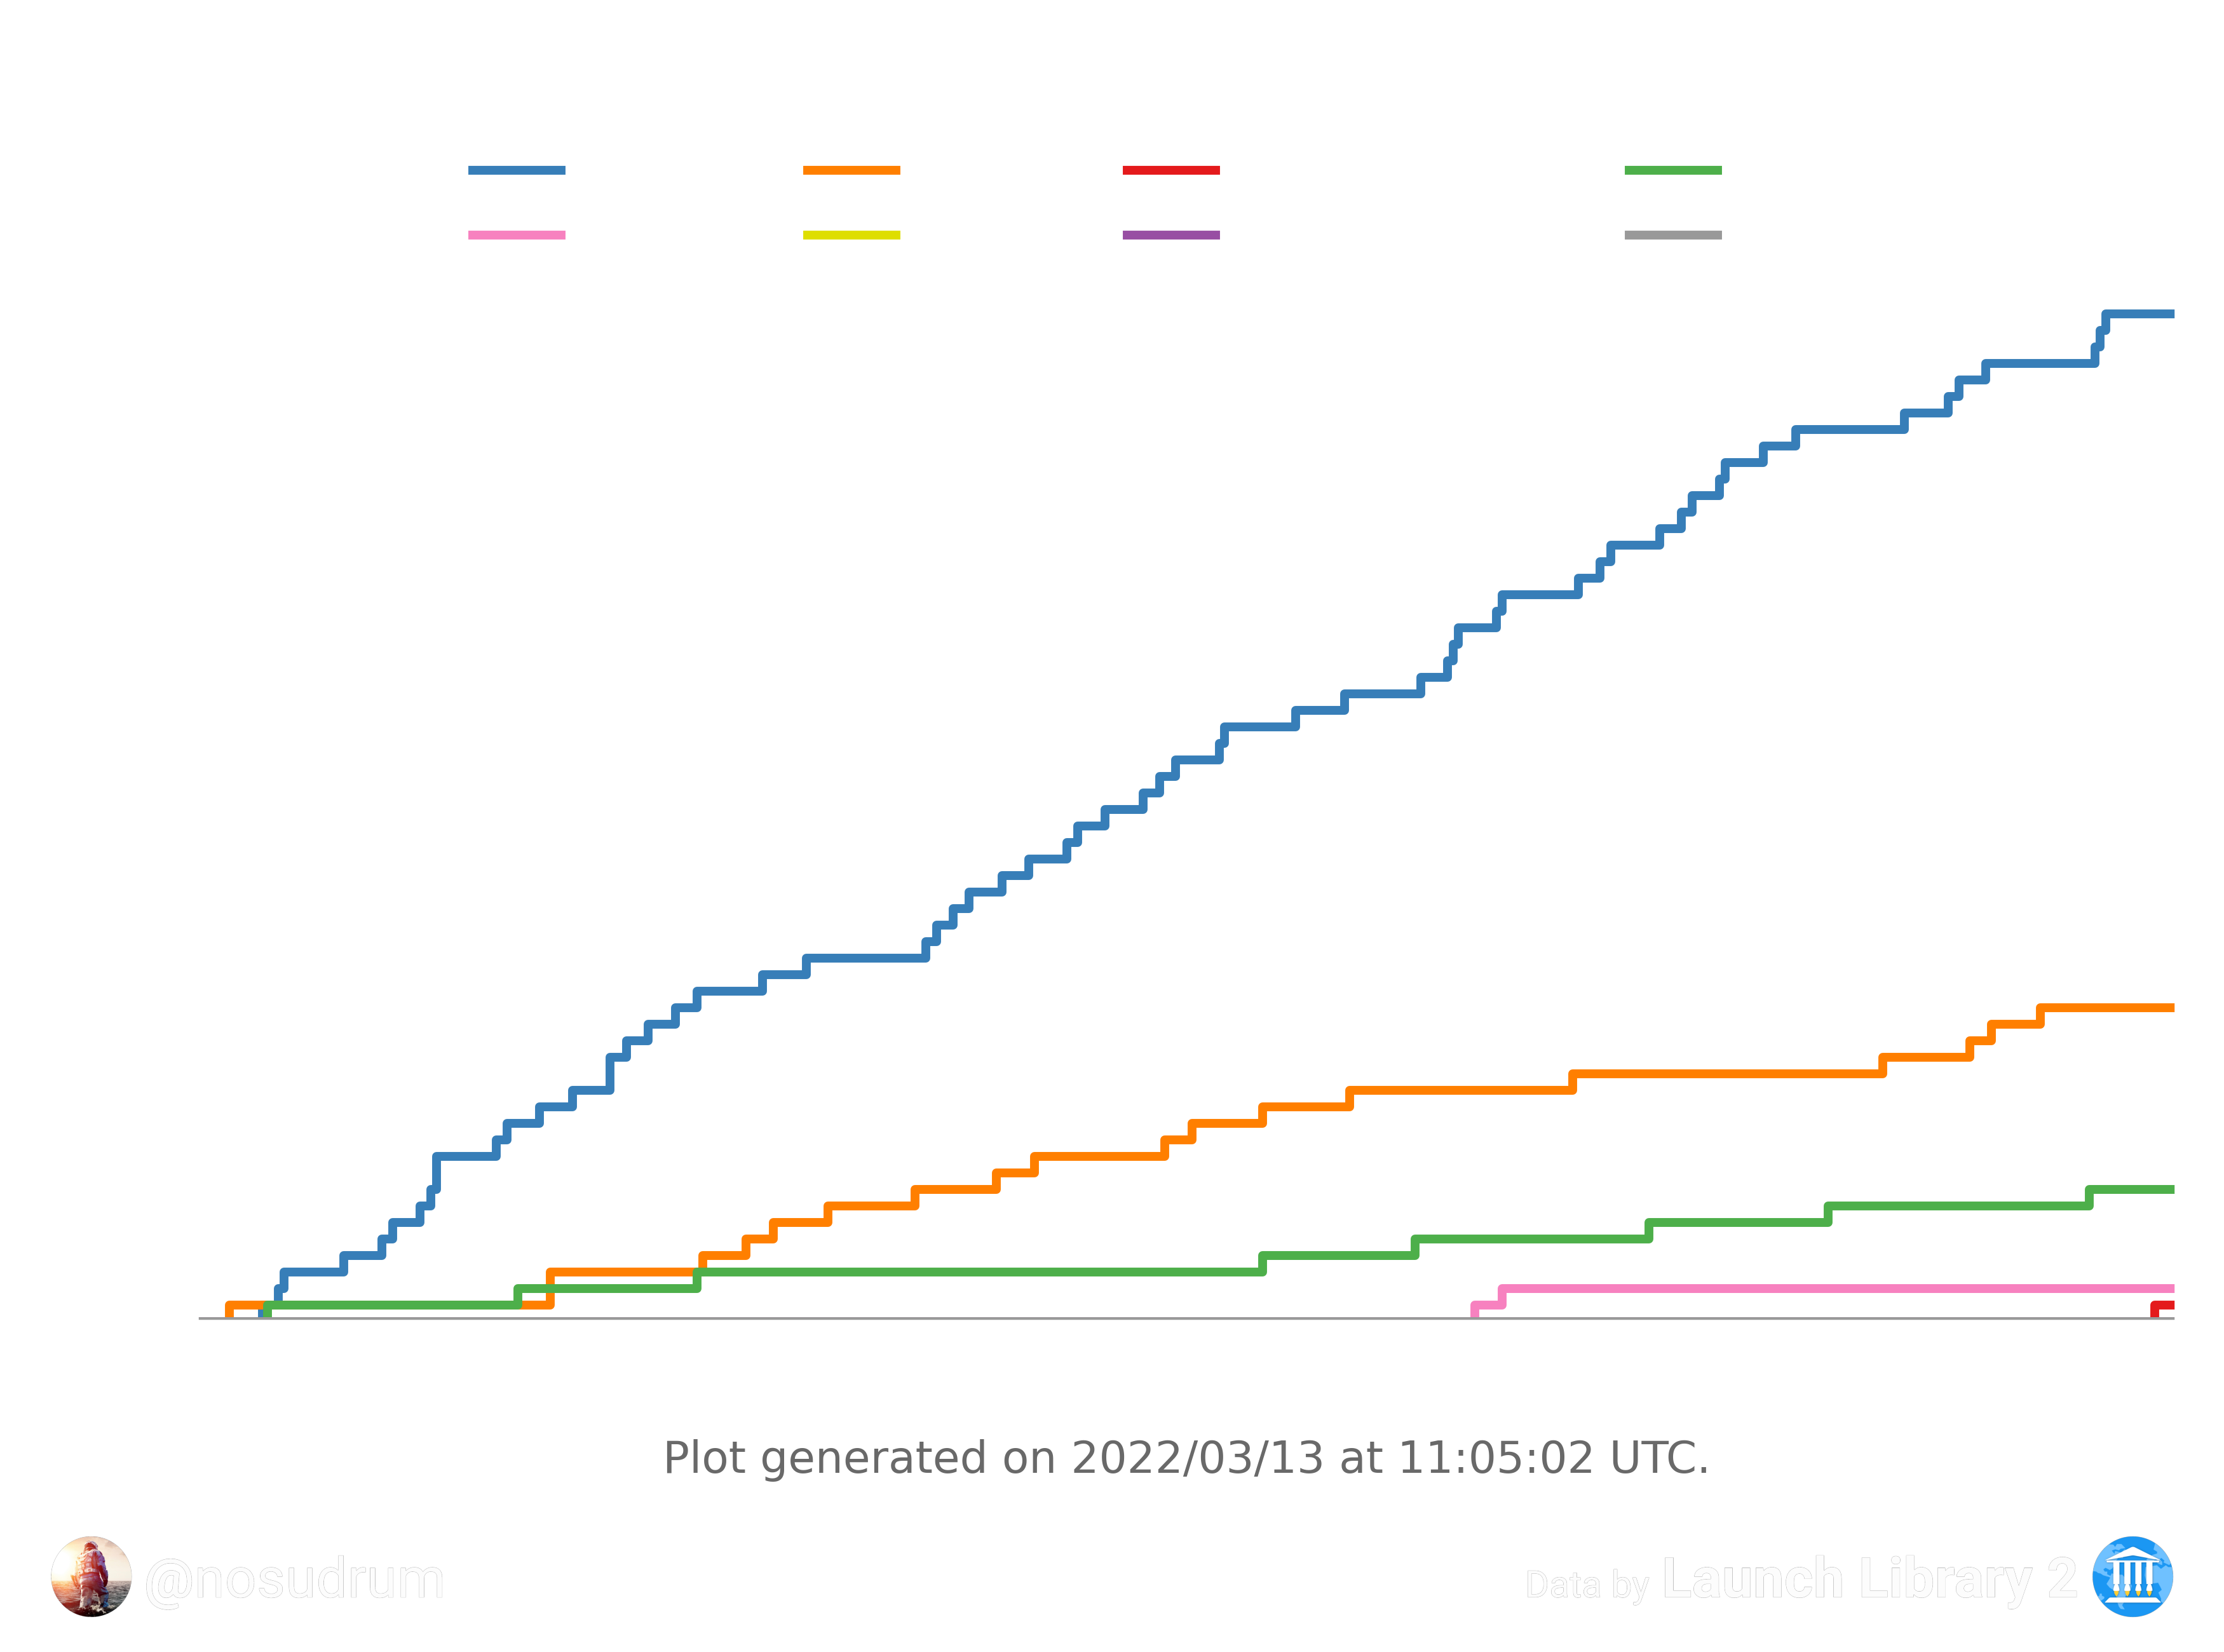 Plot generated on 2022/03/13 at 11:05:02 UTC.
@nosudrum
Data by Launch Library 2